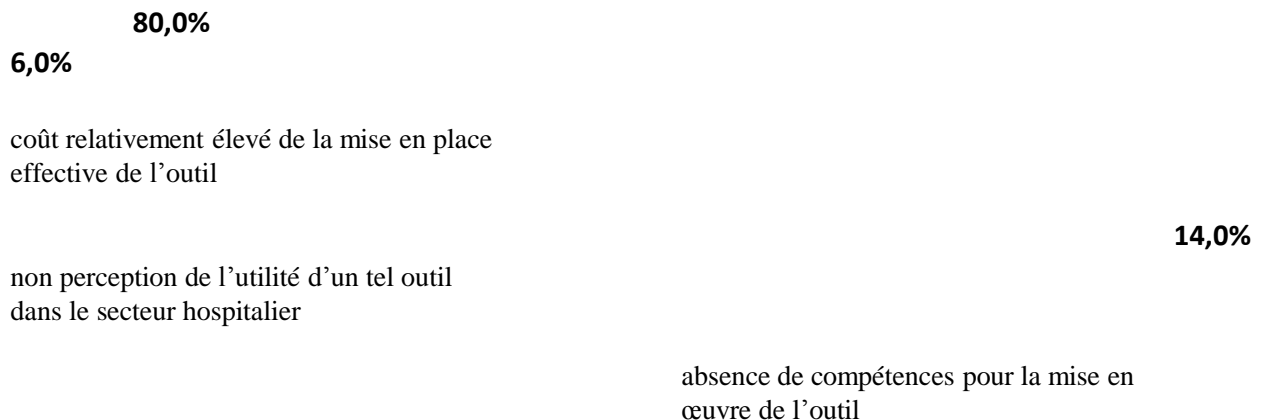 80,0%
6,0%
coût relativement élevé de la mise en place
effective de l’outil
14,0%
non perception de l’utilité d’un tel outil
dans le secteur hospitalier
absence de compétences pour la mise en
œuvre de l’outil